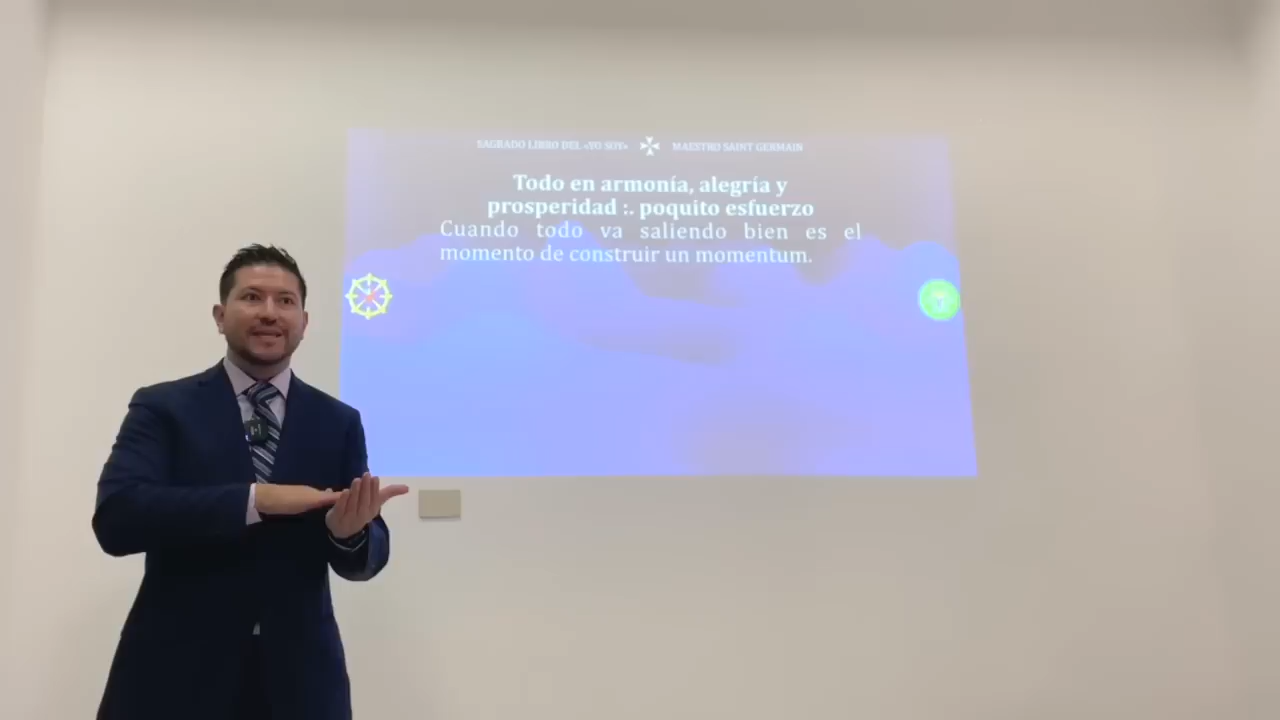 SAGRADO LIBRO DEL «YO SOY» MAESTRO SAINT GERMAIN
Todo en armonía, alegría y
prosperidad :. poquito esfuerzo
Cuando todo va saliendo bien es el
momento de construir un momentum.